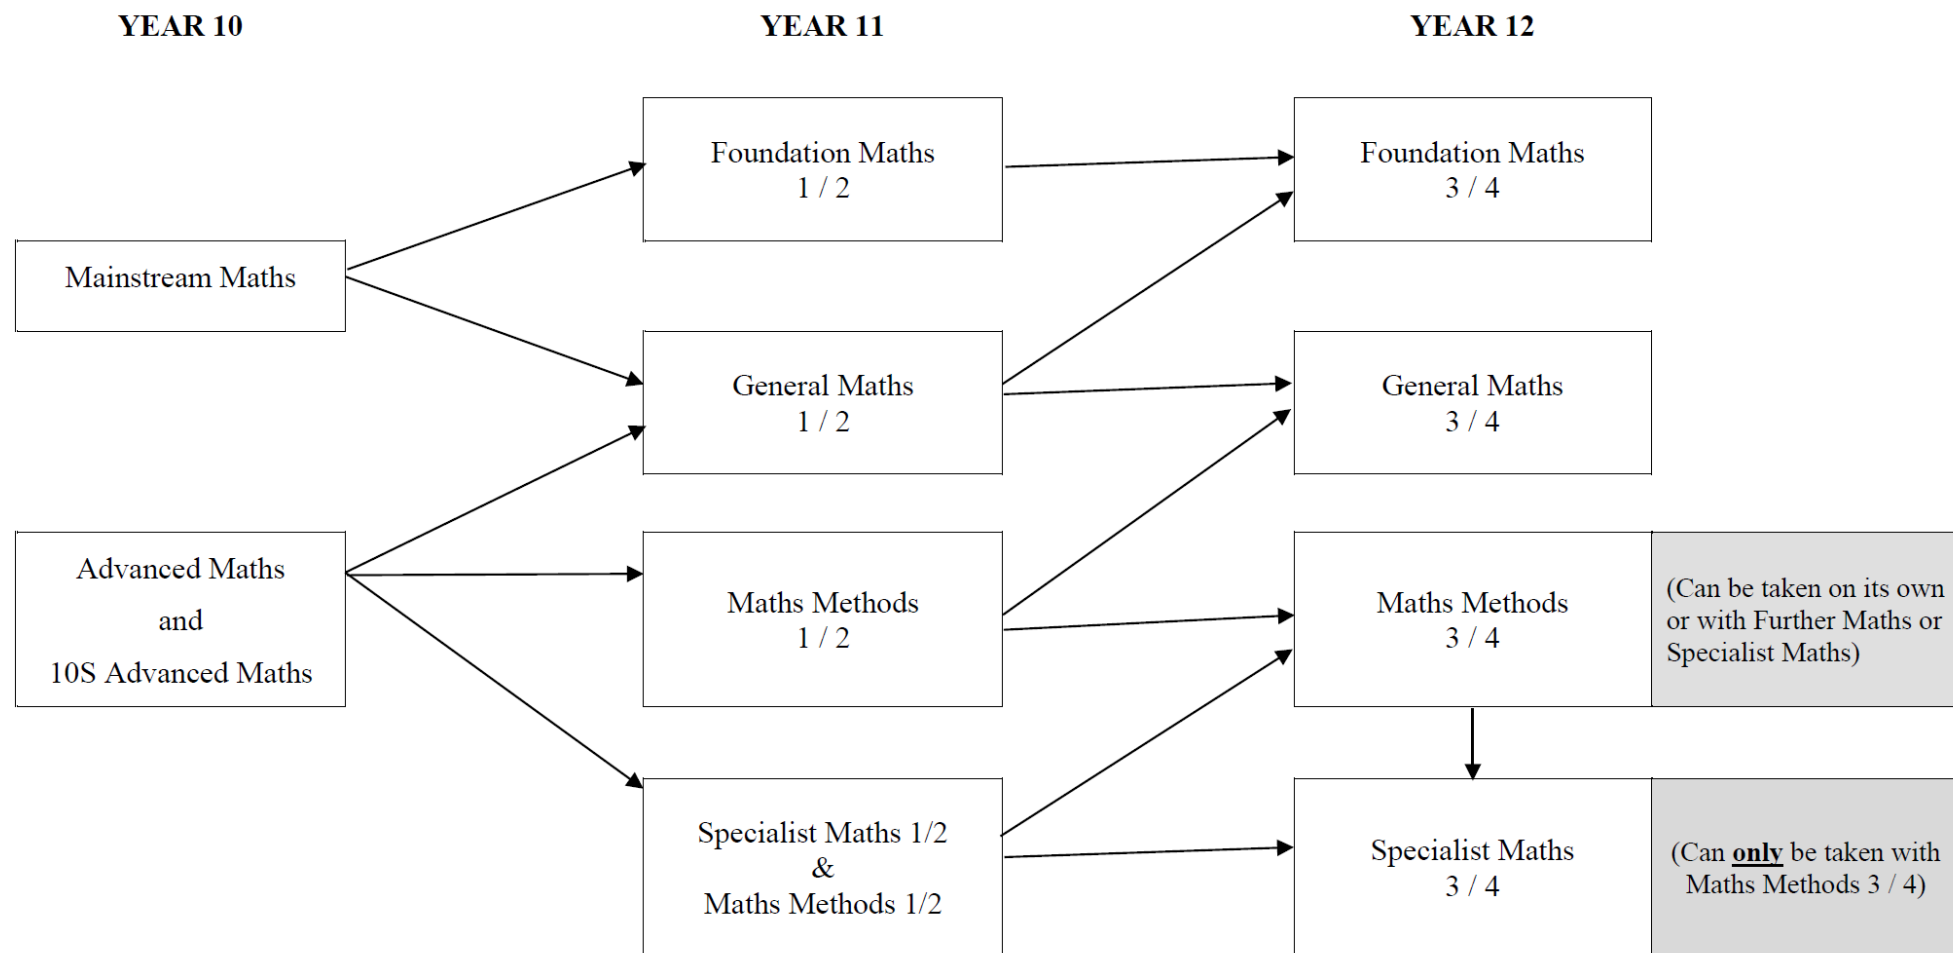 YEAR 10
YEAR 11
YEAR 12
Foundation Maths
1 / 2
Foundation Maths
3 / 4
Mainstream Maths
General Maths
1 / 2
General Maths
3 / 4
Advanced Maths
and
10S Advanced Maths
Maths Methods
1 / 2
Maths Methods
3 / 4
(Can be taken on its own
or with Further Maths or
Specialist Maths)
Specialist Maths 1/2
&
Maths Methods 1/2
Specialist Maths
3 / 4
(Can only be taken with
Maths Methods 3 / 4)